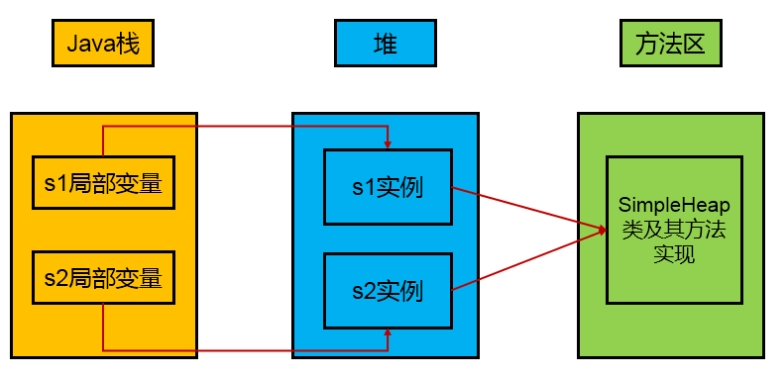 Java栈
堆
方法区
s1局部变量
s2局部变量
s1实例
s2实例
SimpleHeap
类及其方法
实现